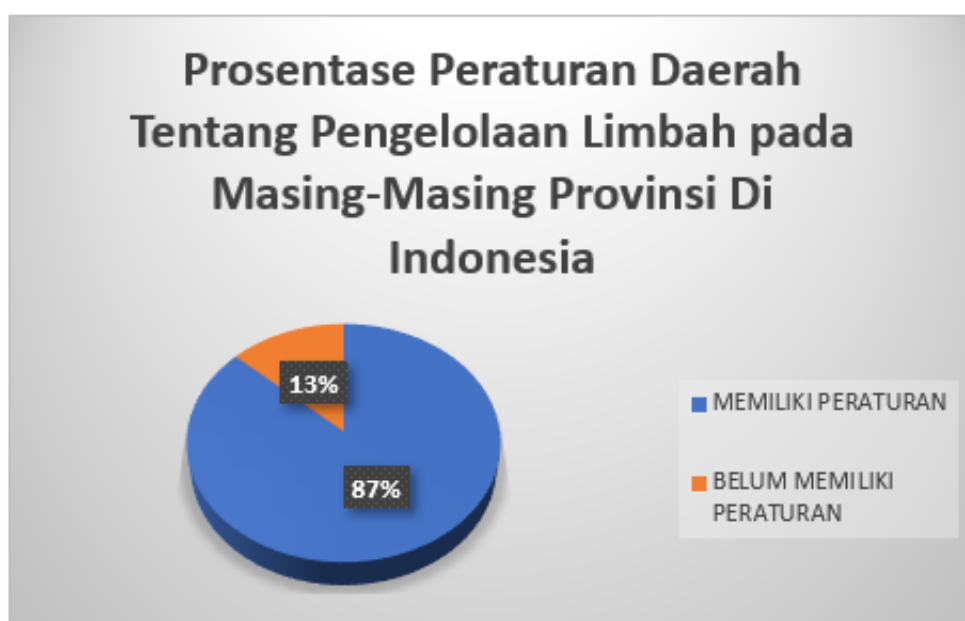 Prosentase Peraturan Daerah
Tentang Pengelolaan Limbah pada
Masing-Masing Provinsi Di
Indonesia
13%
87%
MEMILIKI PERATURAN
BELUM MEMILIKI
PERATURAN